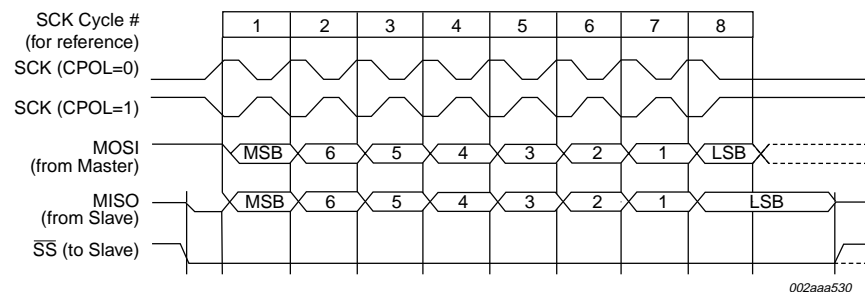 SCK Cycle #
(for reference)
1 2 3 4 5 6 7 8
SCK (CPOL=0)
SCK (CPOL=1)
MOSI
(from Master)
MSB 6 5 4 3 2 1 LSB
MISO
(from Slave)
MSB 6 5 4 3 2 1 LSB
SS (to Slave)
002aaa530